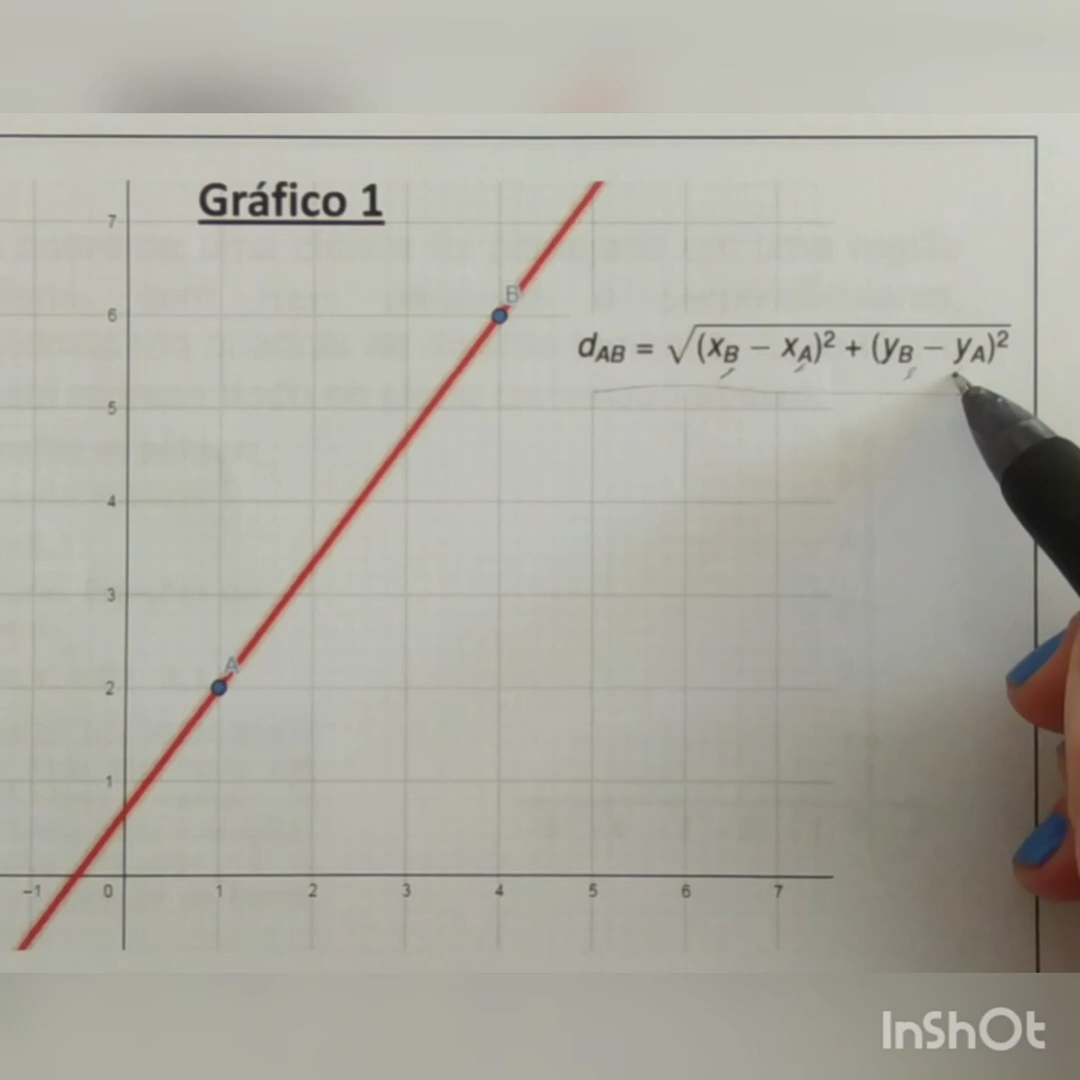 Gráfico 1
7
B
6
d_AB = √(x_B − x_A)² + (y_B − y_A)²
5
4
3
A
2
1
−1 0 1 2 3 4 5 6 7
InShOt